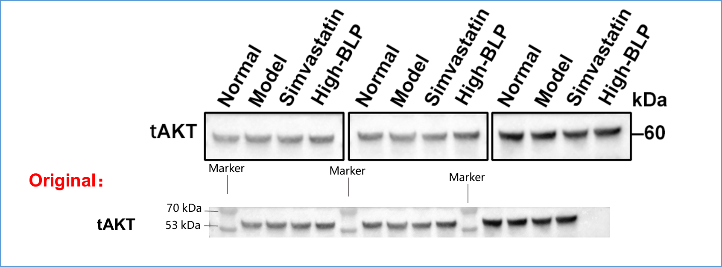 Normal Model Simvastatin High-BLP Normal Model Simvastatin High-BLP Normal Model Simvastatin High-BLP
kDa
tAKT –60
Marker Marker Marker
Original：
70 kDa
53 kDa
tAKT